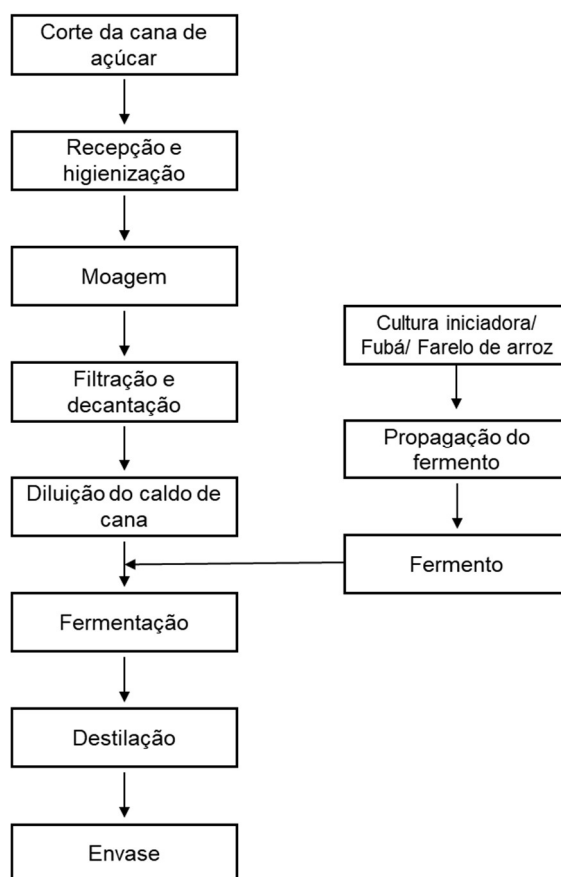 Corte da cana de
açúcar
Recepção e
higienização
Moagem
Filtração e
decantação
Diluição do caldo de
cana
Cultura iniciadora/
Fubá/ Farelo de arroz
Propagação do
fermento
Fermento
Fermentação
Destilação
Envase